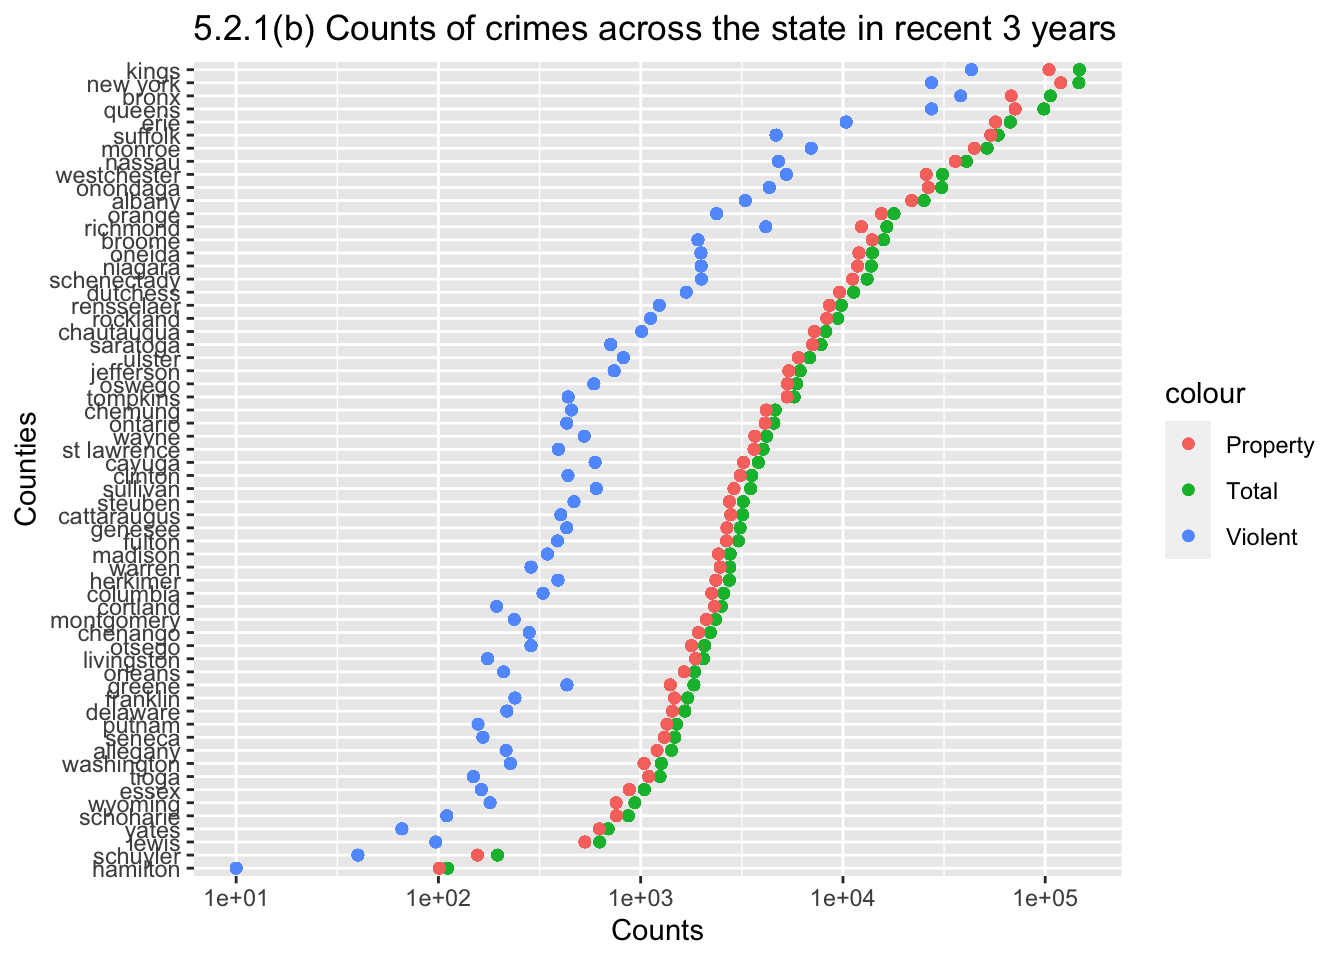 5.2.1(b) Counts of crimes across the state in recent 3 years
kings
new york
bronx
queens
erie
suffolk
monroe
nassau
westchester
onondaga
albany
orange
richmond
broome
oneida
niagara
schenectady
dutchess
rensselaer
rockland
chautauqua
saratoga
ulster
jefferson
oswego
tompkins
chemung
ontario
wayne
st lawrence
cayuga
clinton
sullivan
steuben
cattaraugus
genesee
fulton
madison
warren
herkimer
columbia
cortland
montgomery
chenango
otsego
livingston
orleans
greene
franklin
delaware
putnam
seneca
allegany
washington
tioga
essex
wyoming
schoharie
yates
lewis
schuyler
hamilton
Counties
1e+01 1e+02 1e+03 1e+04 1e+05
Counts
colour
Property
Total
Violent